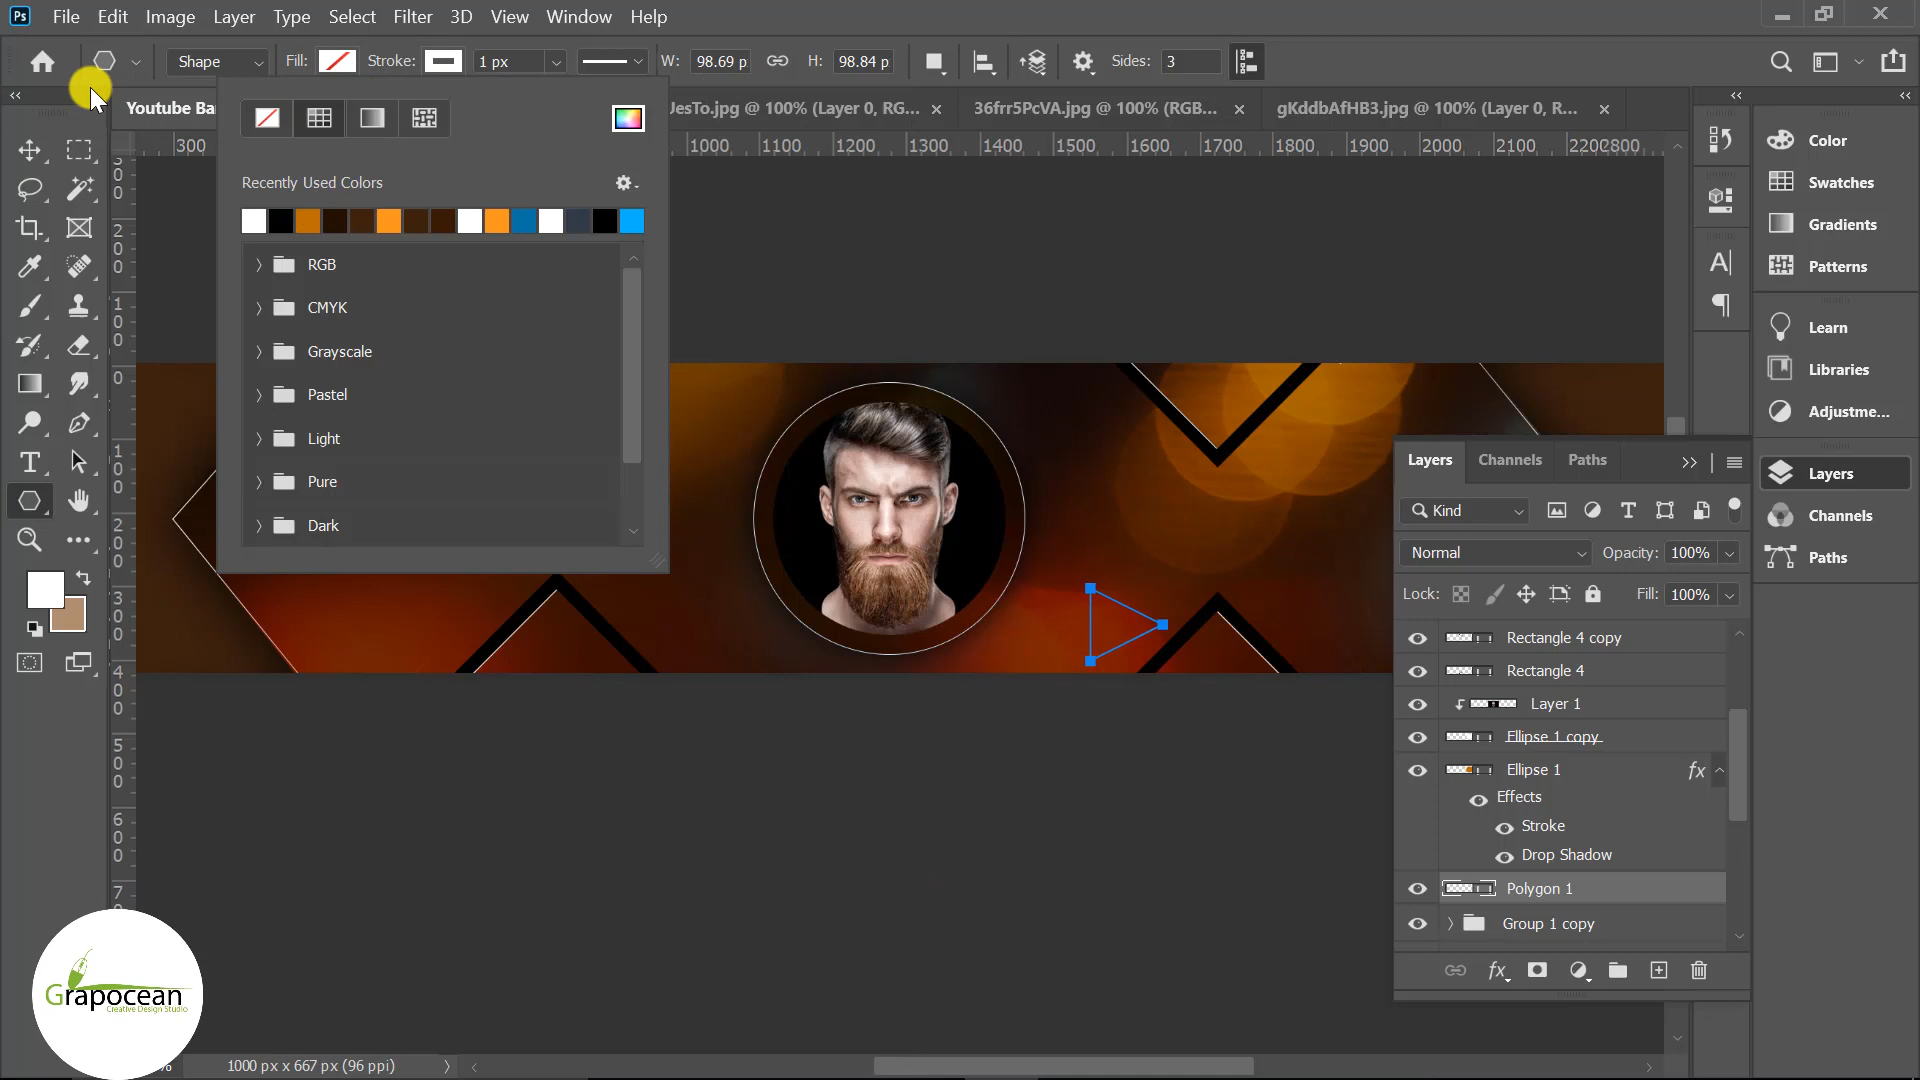 Ps File Edit Image Layer Type Select Filter 3D View Window Help
Shape Fill: Stroke: 1 px W: 98.69 p H: 98.84 p Sides: 3
Youtube Ba JesTo.jpg @ 100% (Layer 0, RG... 36frr5PcVA.jpg @ 100% (RGB... gKddbAfHB3.jpg @ 100% (Layer 0, R...
300 1000 1100 1200 1300 1400 1500 1600 1700 2000 2100
Recently Used Colors
RGB
CMYK
Grayscale
Pastel
Light
Pure
Dark
Color
Swatches
Gradients
Patterns
Learn
Libraries
Adjustme...
Layers
Channels
Paths
Layers Channels Paths
Kind
Normal Opacity: 100%
Lock: Fill: 100%
Rectangle 4 copy
Rectangle 4
Layer 1
Ellipse 1 copy
Ellipse 1 fx
Effects
Stroke
Drop Shadow
Polygon 1
Group 1 copy
Grapocean
Creative Design Studio
% 1000 px x 667 px (96 ppi)